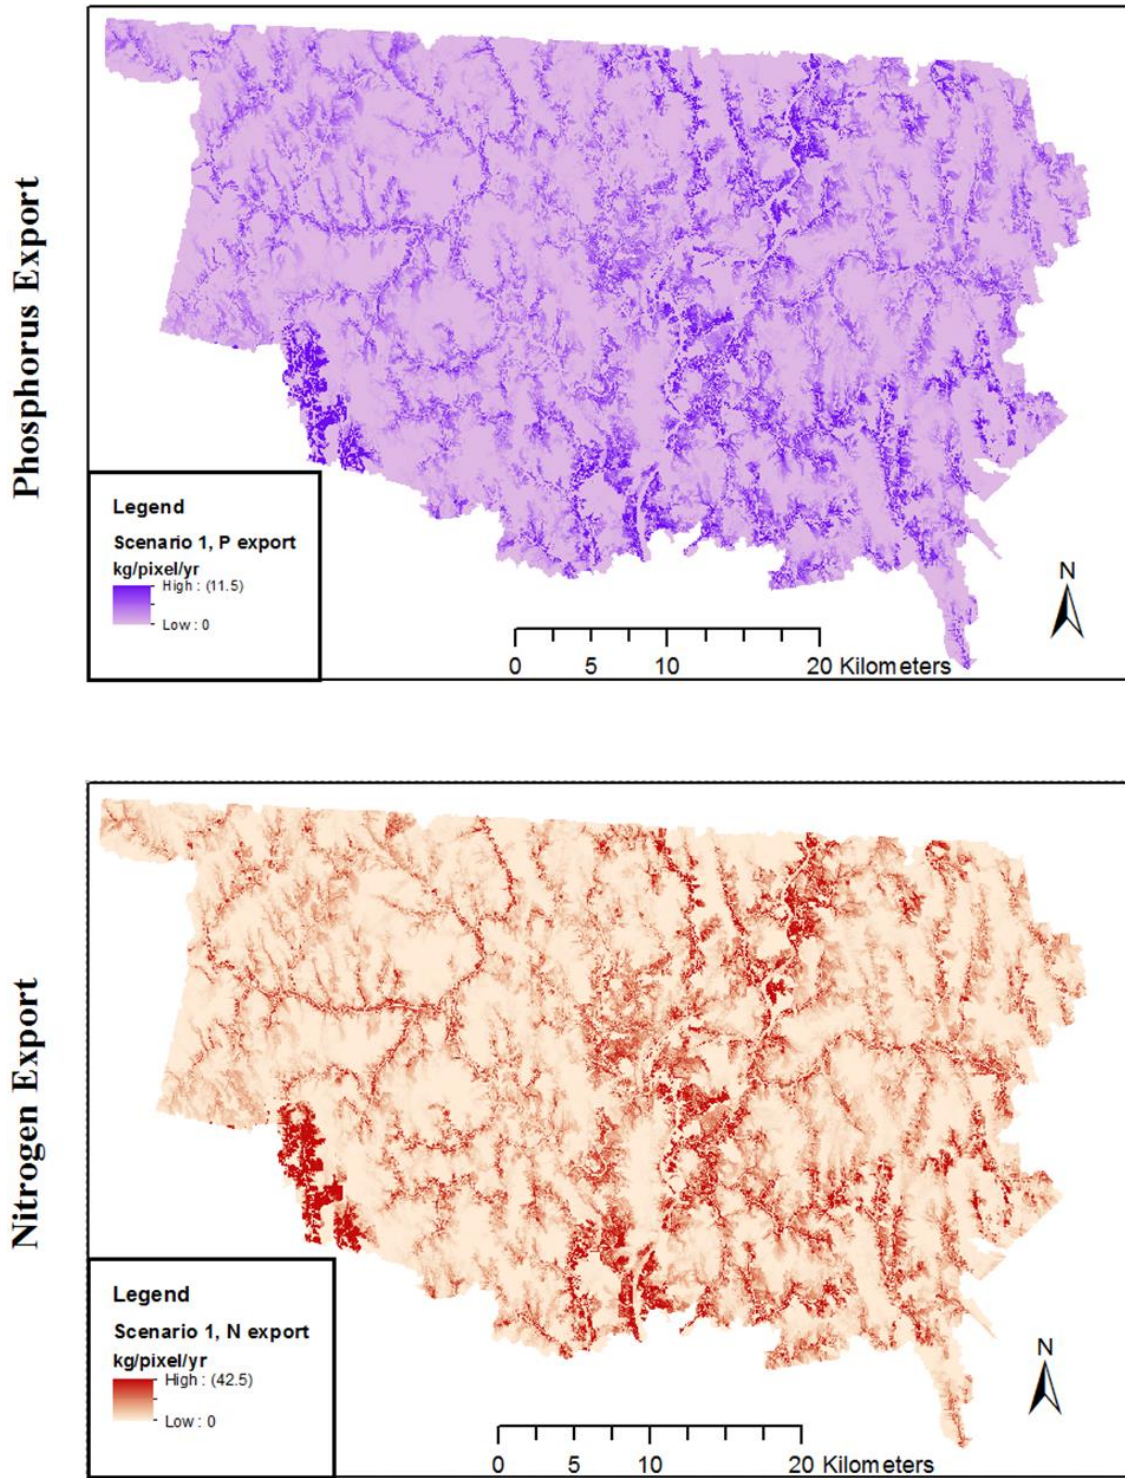 Phosphorus Export
Legend
Scenario 1, P export
kg/pixel/yr
High : (11.5)
Low : 0
N
0 5 10 20 Kilometers
Nitrogen Export
Legend
Scenario 1, N export
kg/pixel/yr
High : (42.5)
Low : 0
N
0 5 10 20 Kilometers